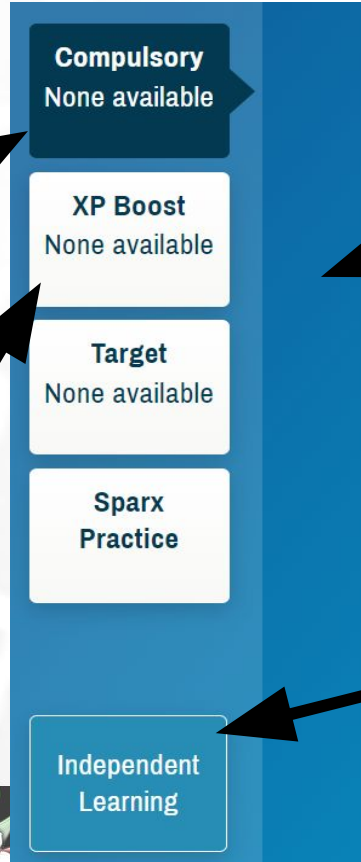 Compulsory
None available
XP Boost
None available
Target
None available
Sparx
Practice
Independent
Learning